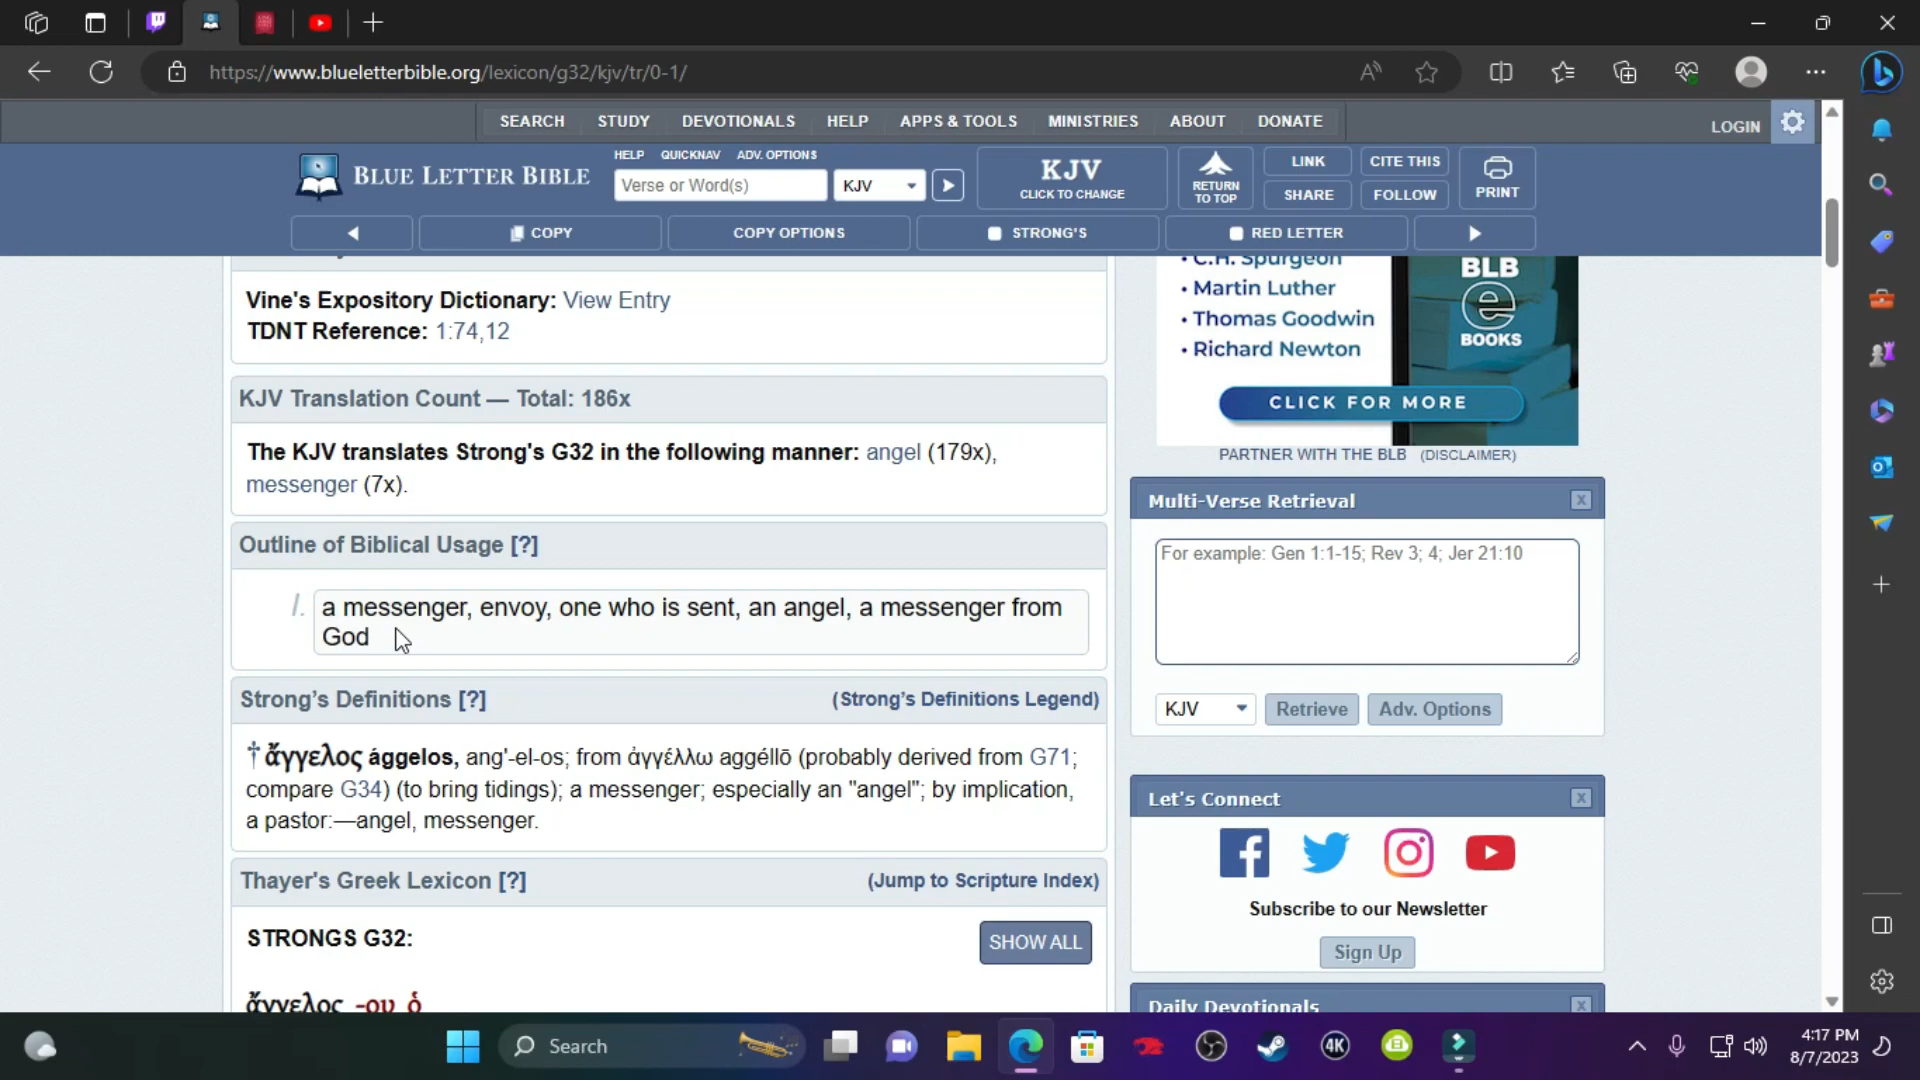 https://www.blueletterbible.org/lexicon/g32/kjv/tr/0-1/
SEARCH STUDY DEVOTIONALS HELP APPS & TOOLS MINISTRIES ABOUT DONATE
LOGIN
BLUE LETTER BIBLE
HELP QUICKNAV ADV. OPTIONS
Verse or Word(s)
KJV
KJV
CLICK TO CHANGE
RETURN
TO TOP
LINK
CITE THIS
SHARE
FOLLOW
PRINT
COPY
COPY OPTIONS
STRONG'S
RED LETTER
Vine's Expository Dictionary: View Entry
TDNT Reference: 1:74,12
KJV Translation Count — Total: 186x
The KJV translates Strong's G32 in the following manner: angel (179x),
messenger (7x).
Outline of Biblical Usage [?]
I. a messenger, envoy, one who is sent, an angel, a messenger from
God
Strong's Definitions [?]
(Strong's Definitions Legend)
† ἄγγελος ággelos, ang'-el-os; from ἀγγέλλω aggéllō (probably derived from G71;
compare G34) (to bring tidings); a messenger; especially an "angel"; by implication,
a pastor:—angel, messenger.
Thayer's Greek Lexicon [?]
(Jump to Scripture Index)
STRONGS G32:
SHOW ALL
ἄγγελος, -ου, ὁ
• C.H. Spurgeon
• Martin Luther
• Thomas Goodwin
• Richard Newton
BLB
e
BOOKS
CLICK FOR MORE
PARTNER WITH THE BLB (DISCLAIMER)
Multi-Verse Retrieval
For example: Gen 1:1-15; Rev 3; 4; Jer 21:10
KJV
Retrieve
Adv. Options
Let's Connect
Subscribe to our Newsletter
Sign Up
Daily Devotionals
Search
4K
4:17 PM
8/7/2023